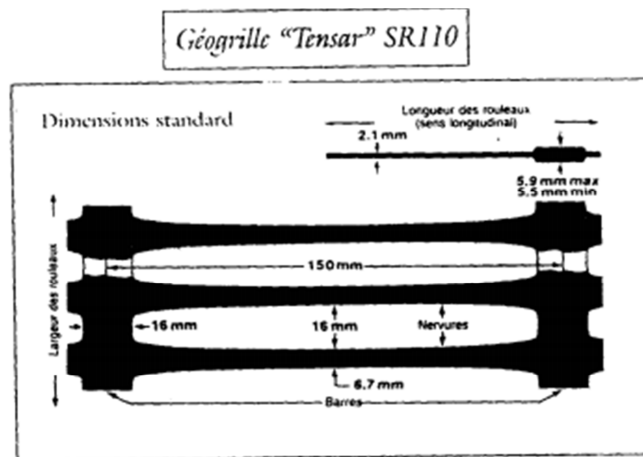 Géogrille "Tensar" SR110
Dimensions standard
Longueur des rouleaux
(sens longitudinal)
2.1 mm
5.9 mm max
5.5 mm min
Largeur des rouleaux
150 mm
16 mm
16 mm
Nervures
6.7 mm
Barres